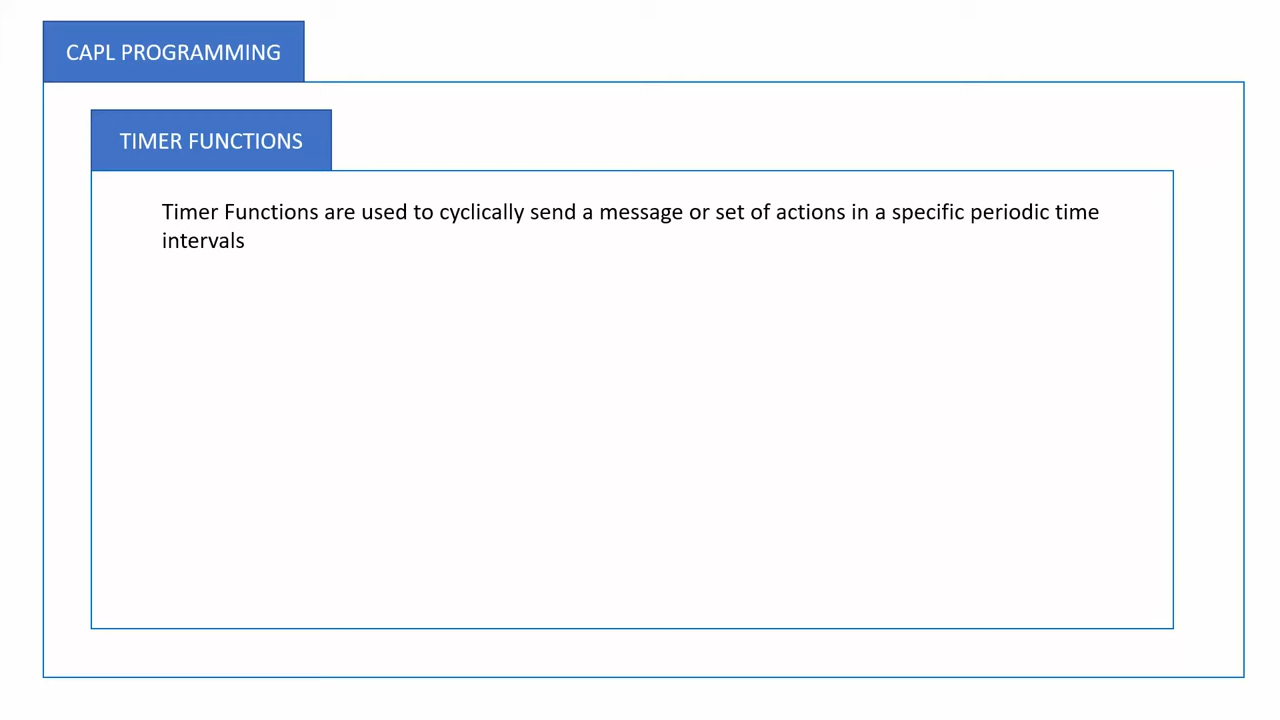 CAPL PROGRAMMING
TIMER FUNCTIONS
Timer Functions are used to cyclically send a message or set of actions in a specific periodic time
intervals